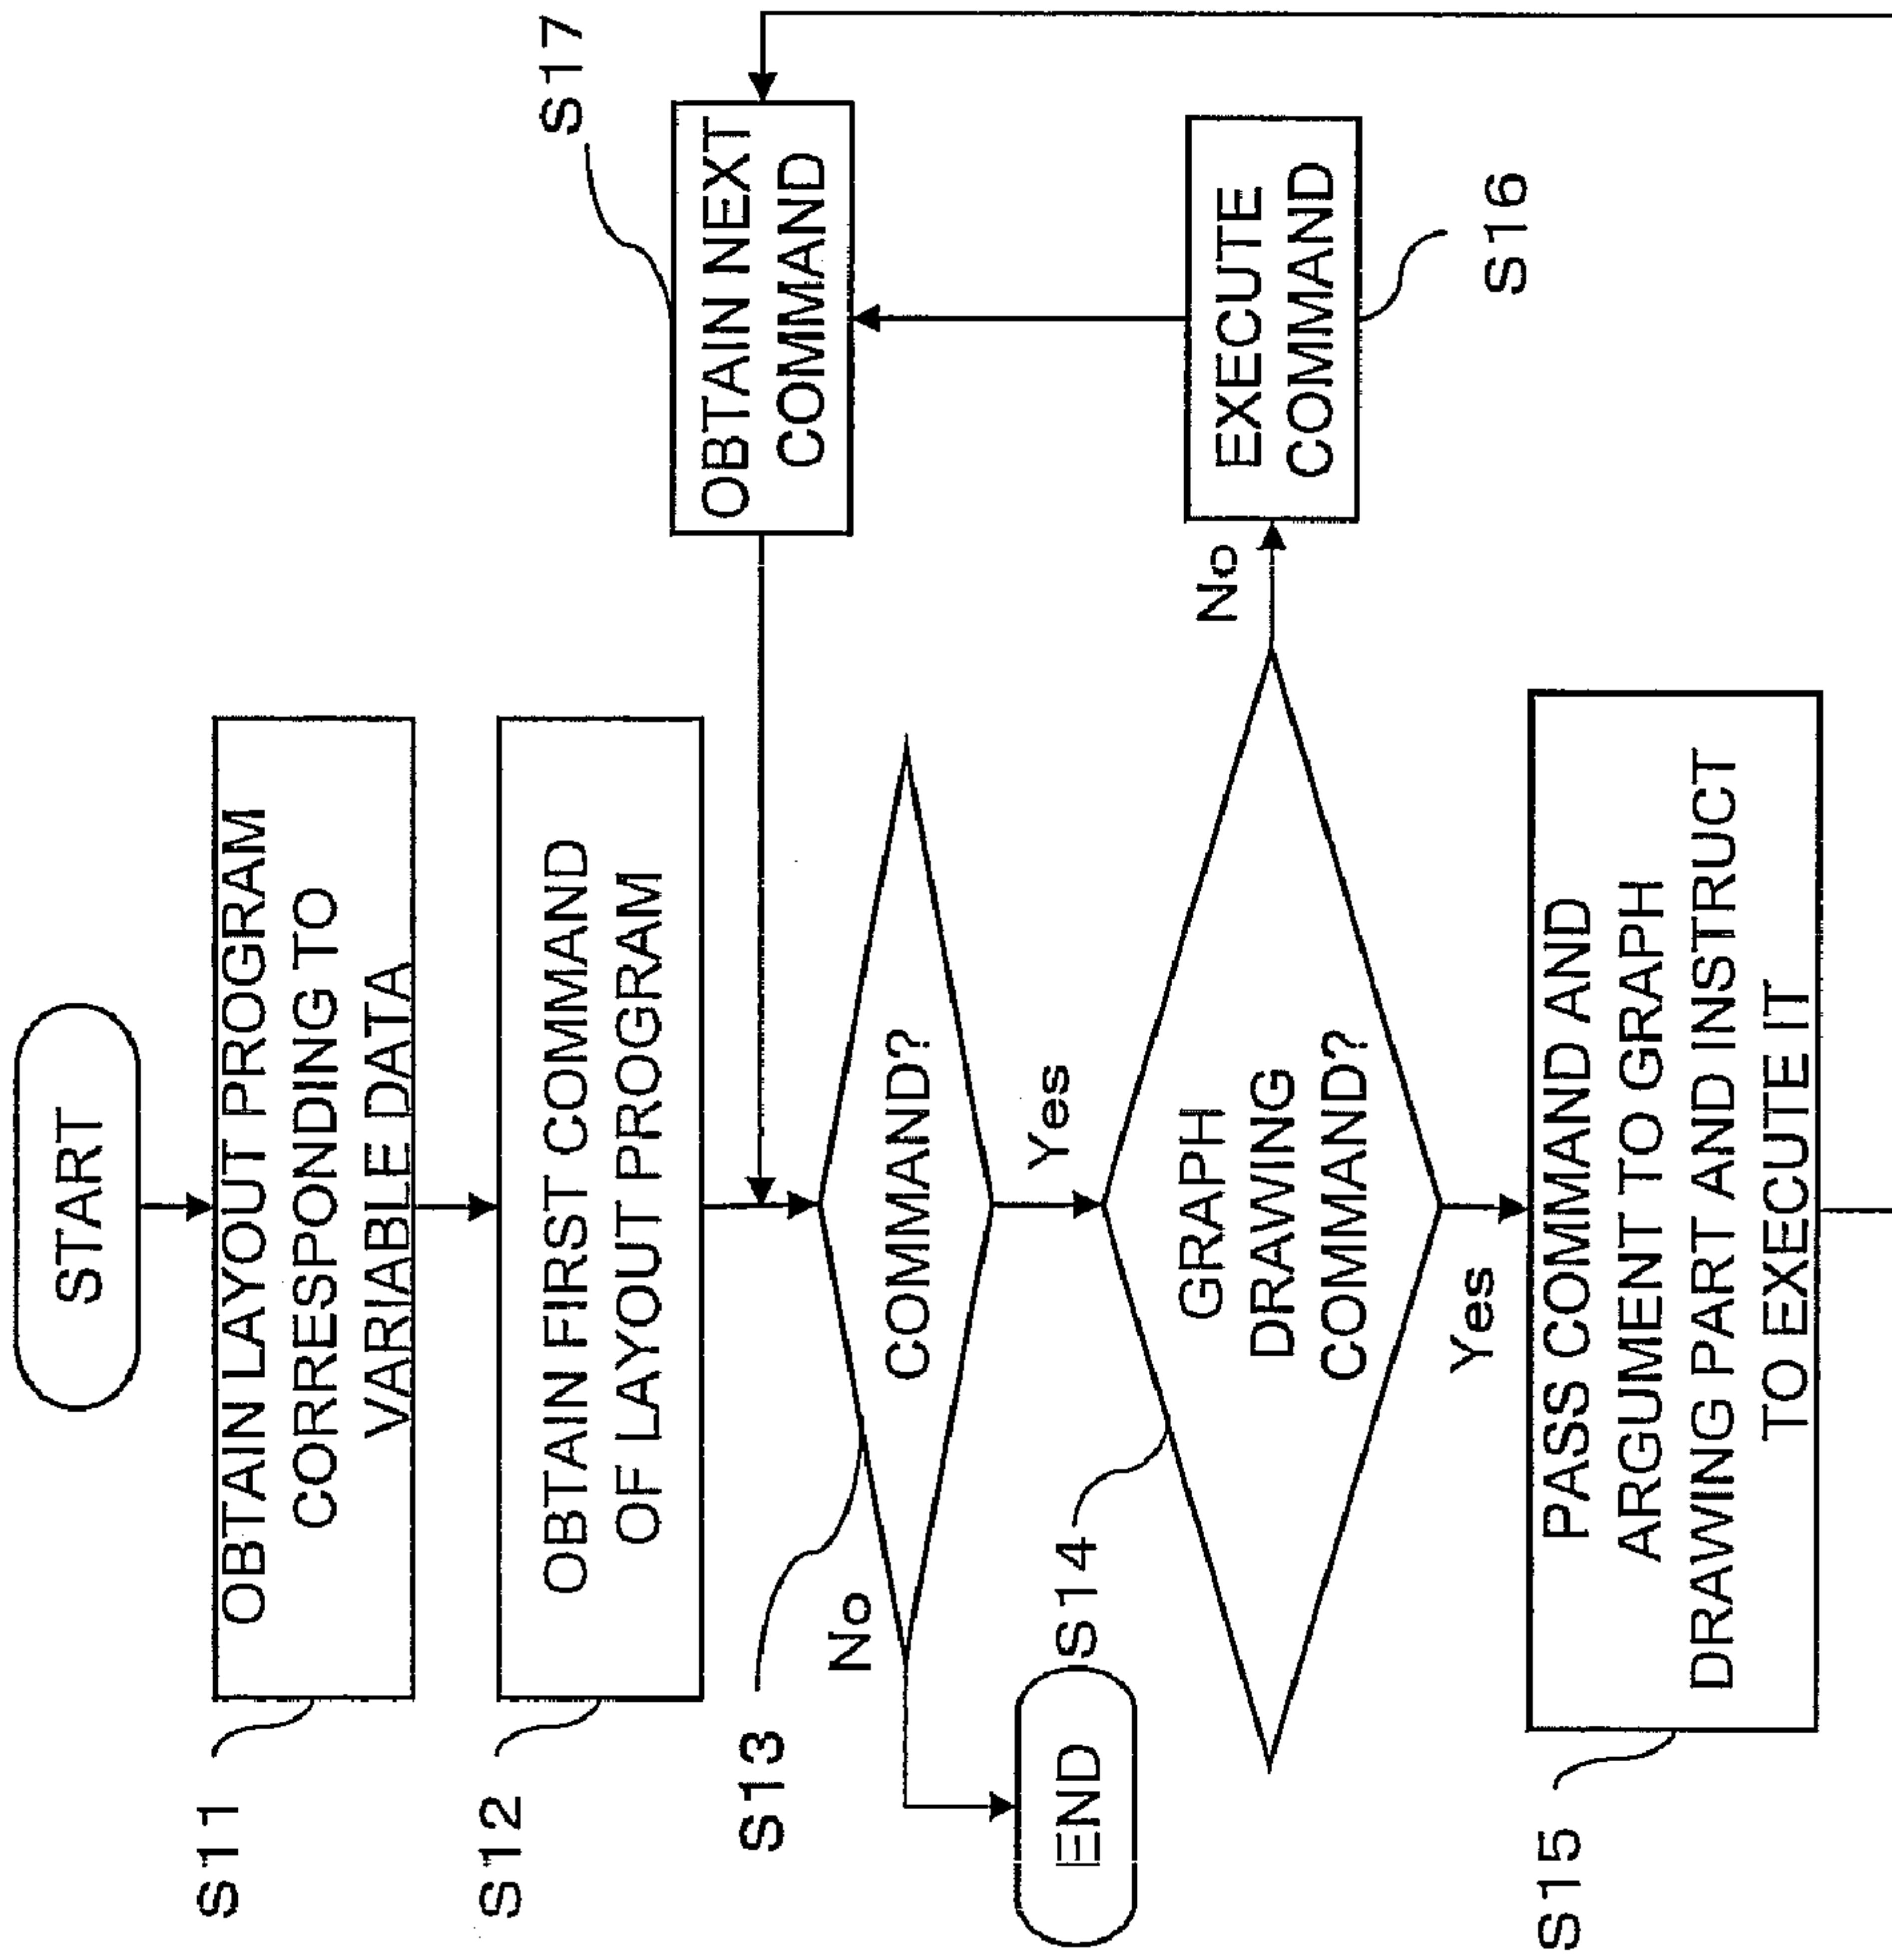 START
OBTAIN LAYOUT PROGRAM
CORRESPONDING TO
VARIABLE DATA
S11
OBTAIN FIRST COMMAND
OF LAYOUT PROGRAM
S12
COMMAND?
S13
No
Yes
END
GRAPH
DRAWING
COMMAND?
S14
No
Yes
PASS COMMAND AND
ARGUMENT TO GRAPH
DRAWING PART AND INSTRUCT
TO EXECUTE IT
S15
EXECUTE
COMMAND
S16
OBTAIN NEXT
COMMAND
S17